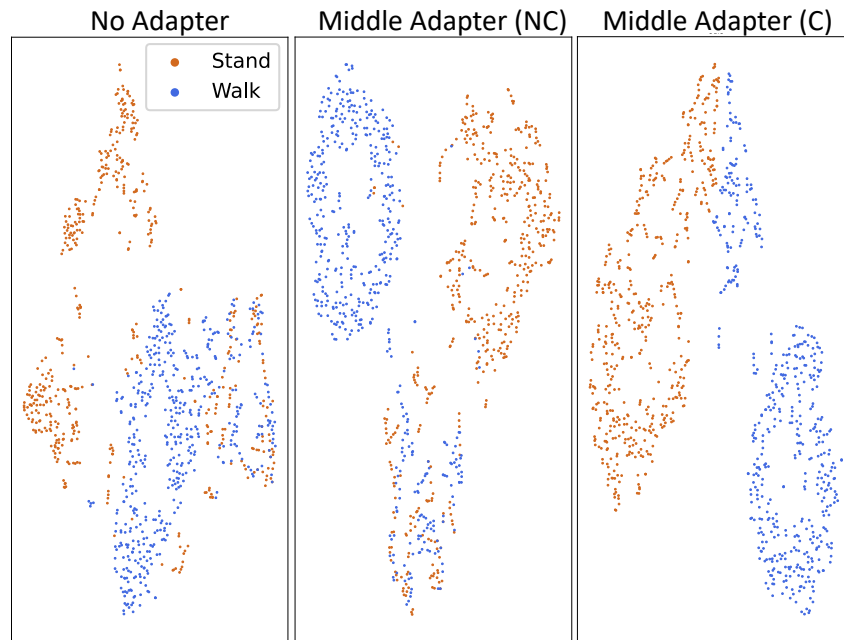 No Adapter
Middle Adapter (NC)
Middle Adapter (C)
Stand
Walk